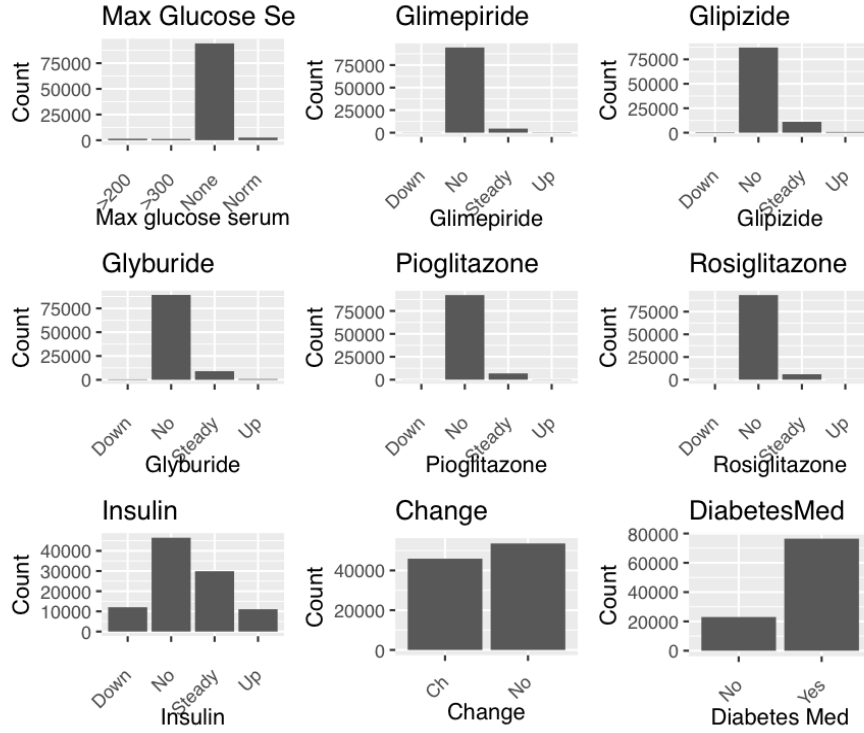 Max Glucose Se
Count
75000
50000
25000
0
>200
>300
None
Norm
Max glucose serum
Glimepiride
Count
75000
50000
25000
0
Down
No
Steady
Up
Glimepiride
Glipizide
Count
75000
50000
25000
0
Down
No
Steady
Up
Glipizide
Glyburide
Count
75000
50000
25000
0
Down
No
Steady
Up
Glyburide
Pioglitazone
Count
75000
50000
25000
0
Down
No
Steady
Up
Pioglitazone
Rosiglitazone
Count
75000
50000
25000
0
Down
No
Steady
Up
Rosiglitazone
Insulin
Count
40000
30000
20000
10000
0
Down
No
Steady
Up
Insulin
Change
Count
40000
20000
0
Ch
No
Change
DiabetesMed
Count
80000
60000
40000
20000
0
No
Yes
Diabetes Med